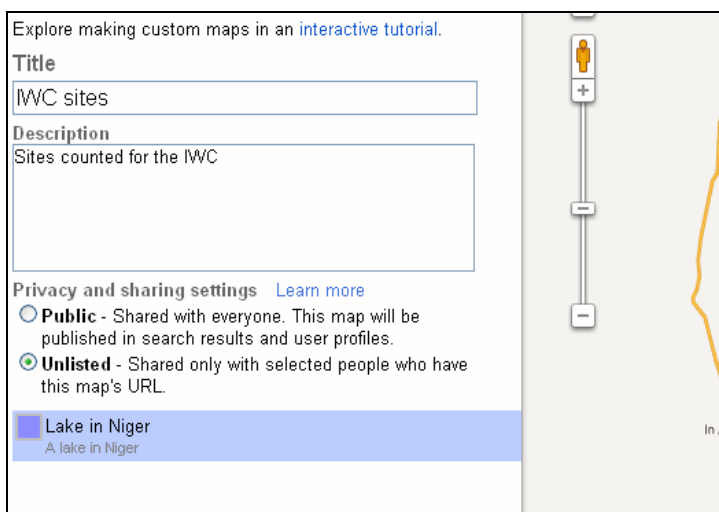 Explore making custom maps in an interactive tutorial.
Title
IWC sites
Description
Sites counted for the IWC
Privacy and sharing settings Learn more
Public - Shared with everyone. This map will be
published in search results and user profiles.
Unlisted - Shared only with selected people who have
this map's URL.
Lake in Niger
A lake in Niger
In